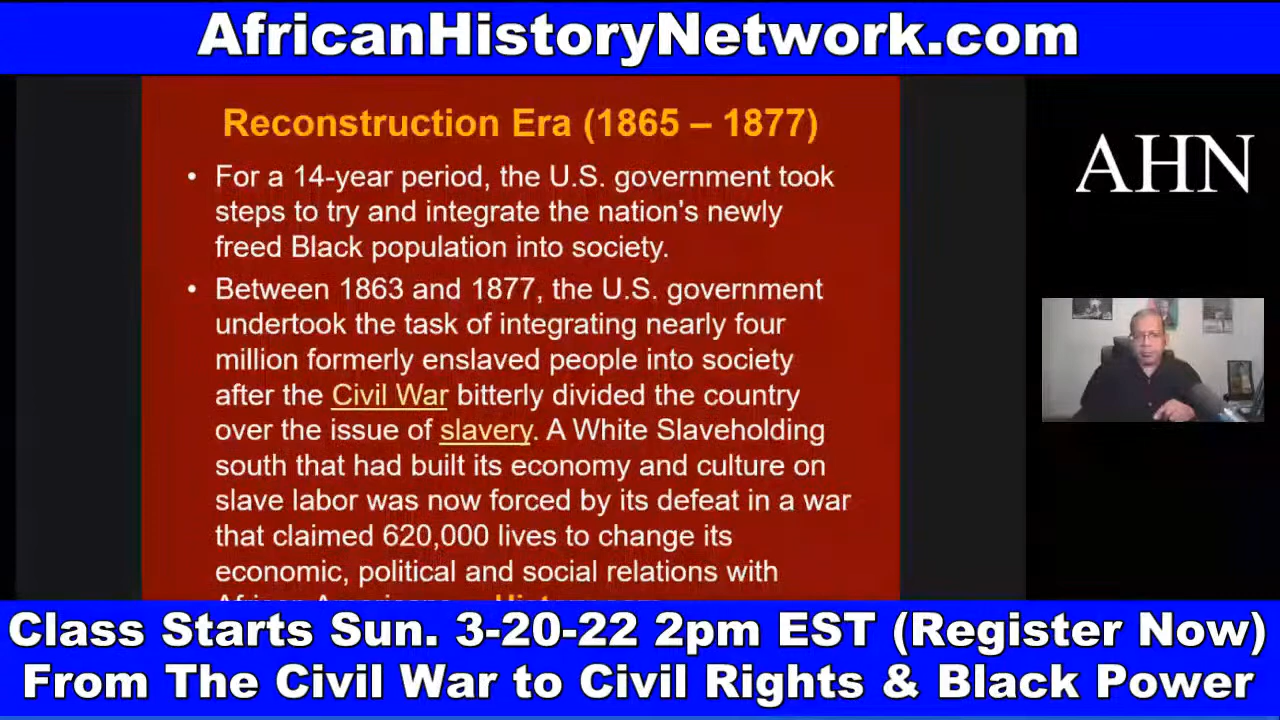 AfricanHistoryNetwork.com
Reconstruction Era (1865 – 1877)
• For a 14-year period, the U.S. government took
steps to try and integrate the nation's newly
freed Black population into society.
• Between 1863 and 1877, the U.S. government
undertook the task of integrating nearly four
million formerly enslaved people into society
after the Civil War bitterly divided the country
over the issue of slavery. A White Slaveholding
south that had built its economy and culture on
slave labor was now forced by its defeat in a war
that claimed 620,000 lives to change its
economic, political and social relations with
AHN
Class Starts Sun. 3-20-22 2pm EST (Register Now)
From The Civil War to Civil Rights & Black Power